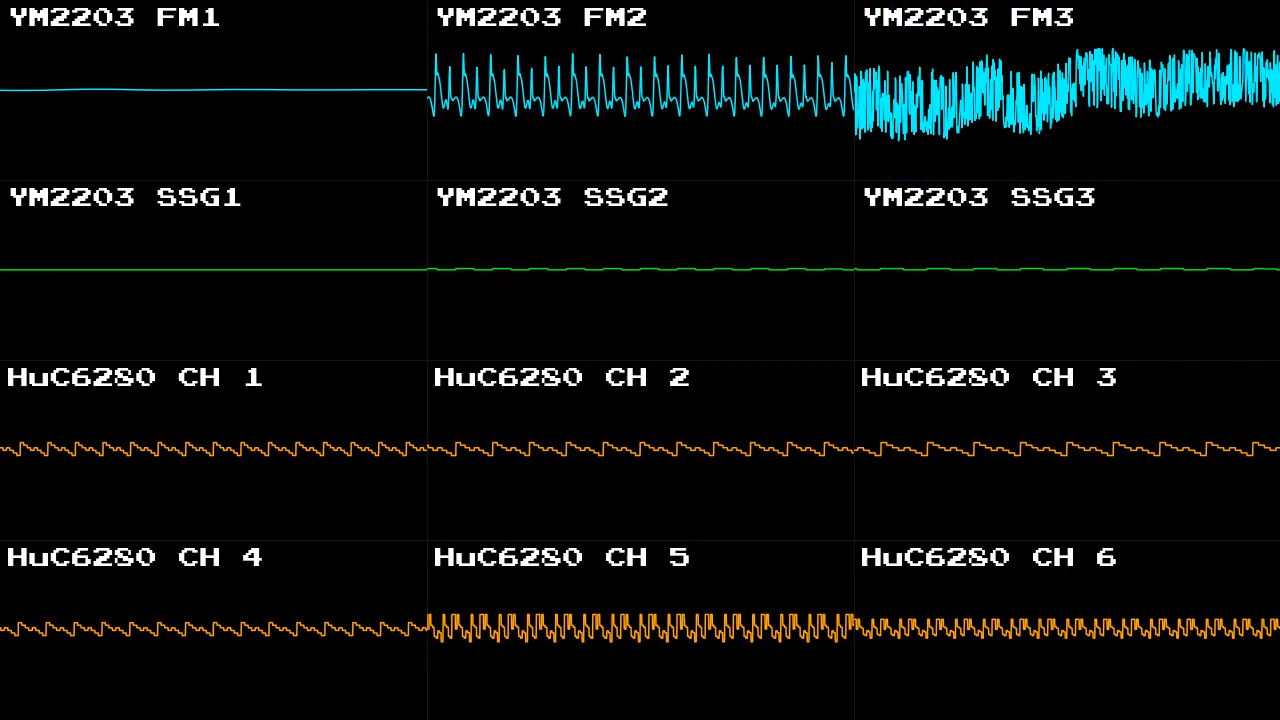 YM2203 FM1
YM2203 FM2
YM2203 FM3
YM2203 SSG1
YM2203 SSG2
YM2203 SSG3
HuC6280 CH 1
HuC6280 CH 2
HuC6280 CH 3
HuC6280 CH 4
HuC6280 CH 5
HuC6280 CH 6